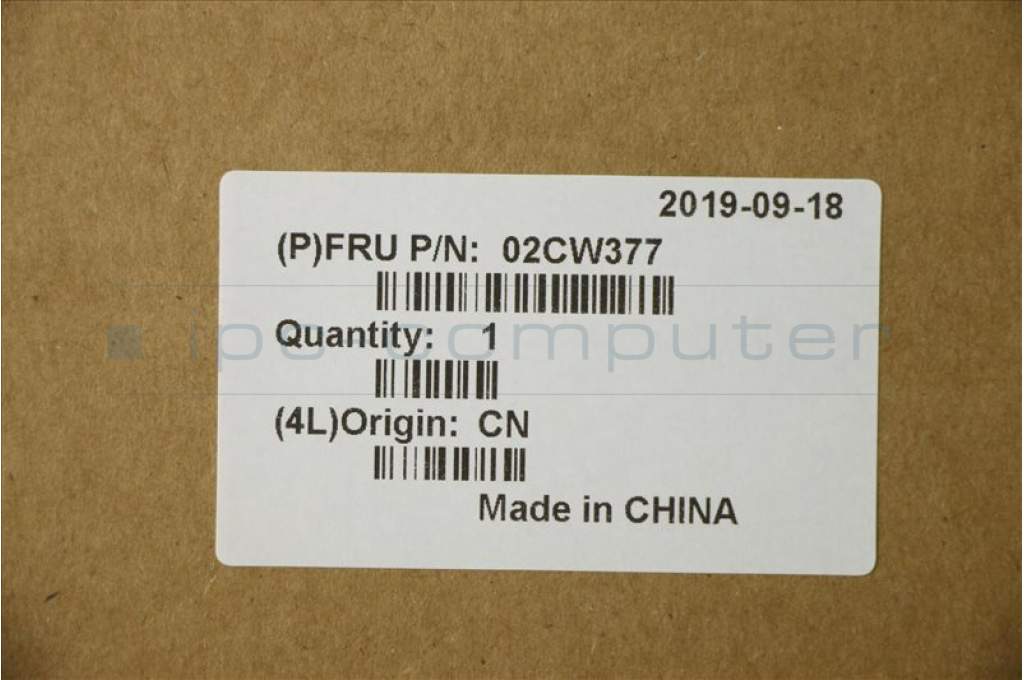 2019-09-18
(P)FRU P/N: 02CW377
Quantity: 1
(4L)Origin: CN
Made in CHINA
ipc-computer